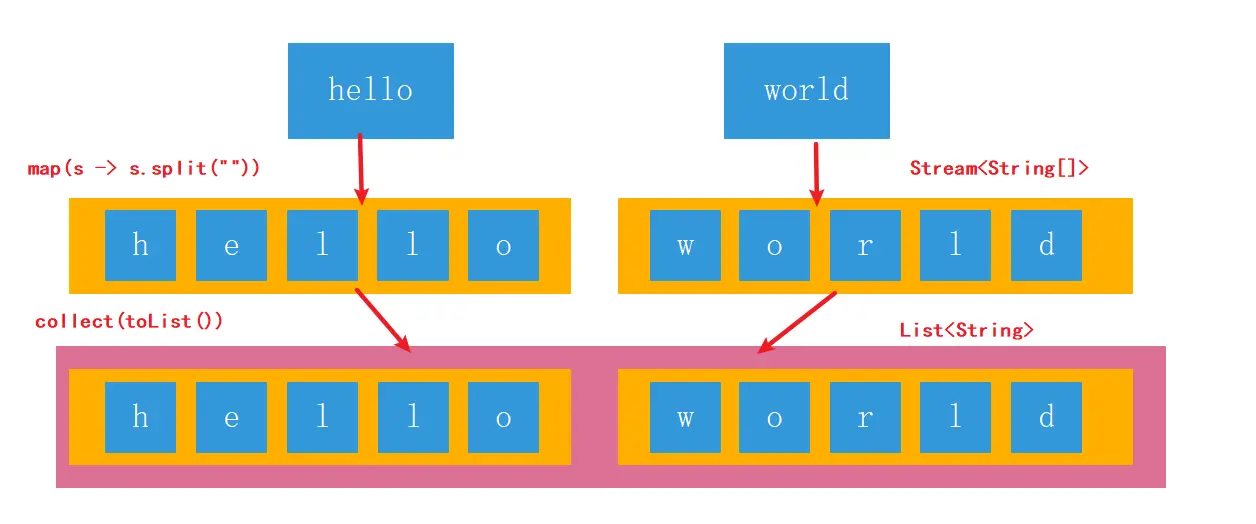 hello world
map(s -> s.split("")) Stream<String[]>
h e l l o w o r l d
collect(toList()) List<String>
h e l l o w o r l d